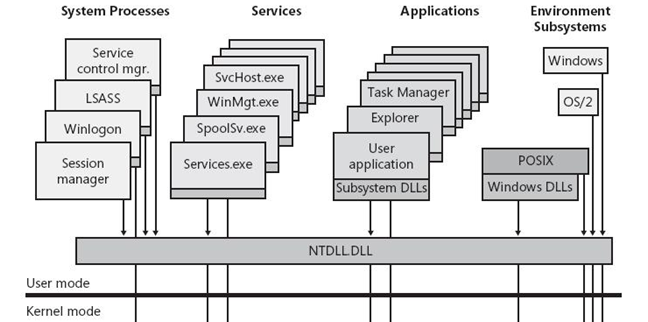 System Processes
Services
Applications
Environment
Subsystems
Service
control mgr.
LSASS
Winlogon
Session
manager
SvcHost.exe
WinMgt.exe
SpoolSv.exe
Services.exe
Task Manager
Explorer
User
application
Subsystem DLLs
Windows
OS/2
POSIX
Windows DLLs
NTDLL.DLL
User mode
Kernel mode